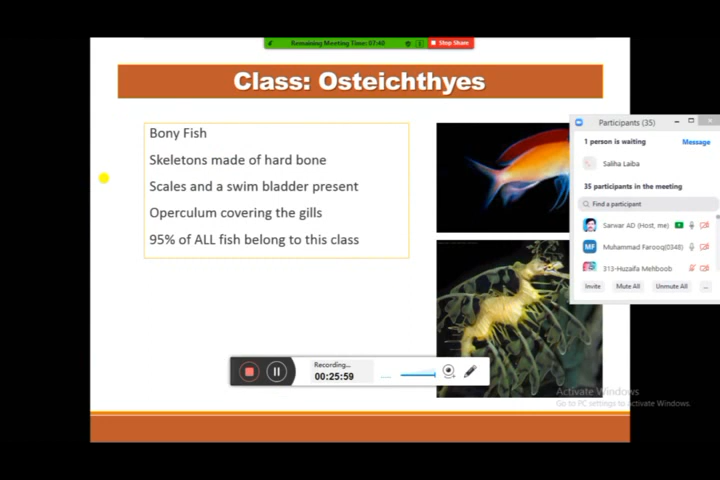 Remaining Meeting Time: 07:40
Stop Share
Class: Osteichthyes
Bony Fish
Skeletons made of hard bone
Scales and a swim bladder present
Operculum covering the gills
95% of ALL fish belong to this class
Participants (35)
1 person is waiting
Message
Saliha Laiba
35 participants in the meeting
Find a participant
Sarwar AD (Host, me)
MF Muhammad Farooq(0348)
313-Huzaifa Mehboob
Invite Mute All Unmute All ...
Recording...
00:25:59
Activate Windows
Go to PC settings to activate Windows.